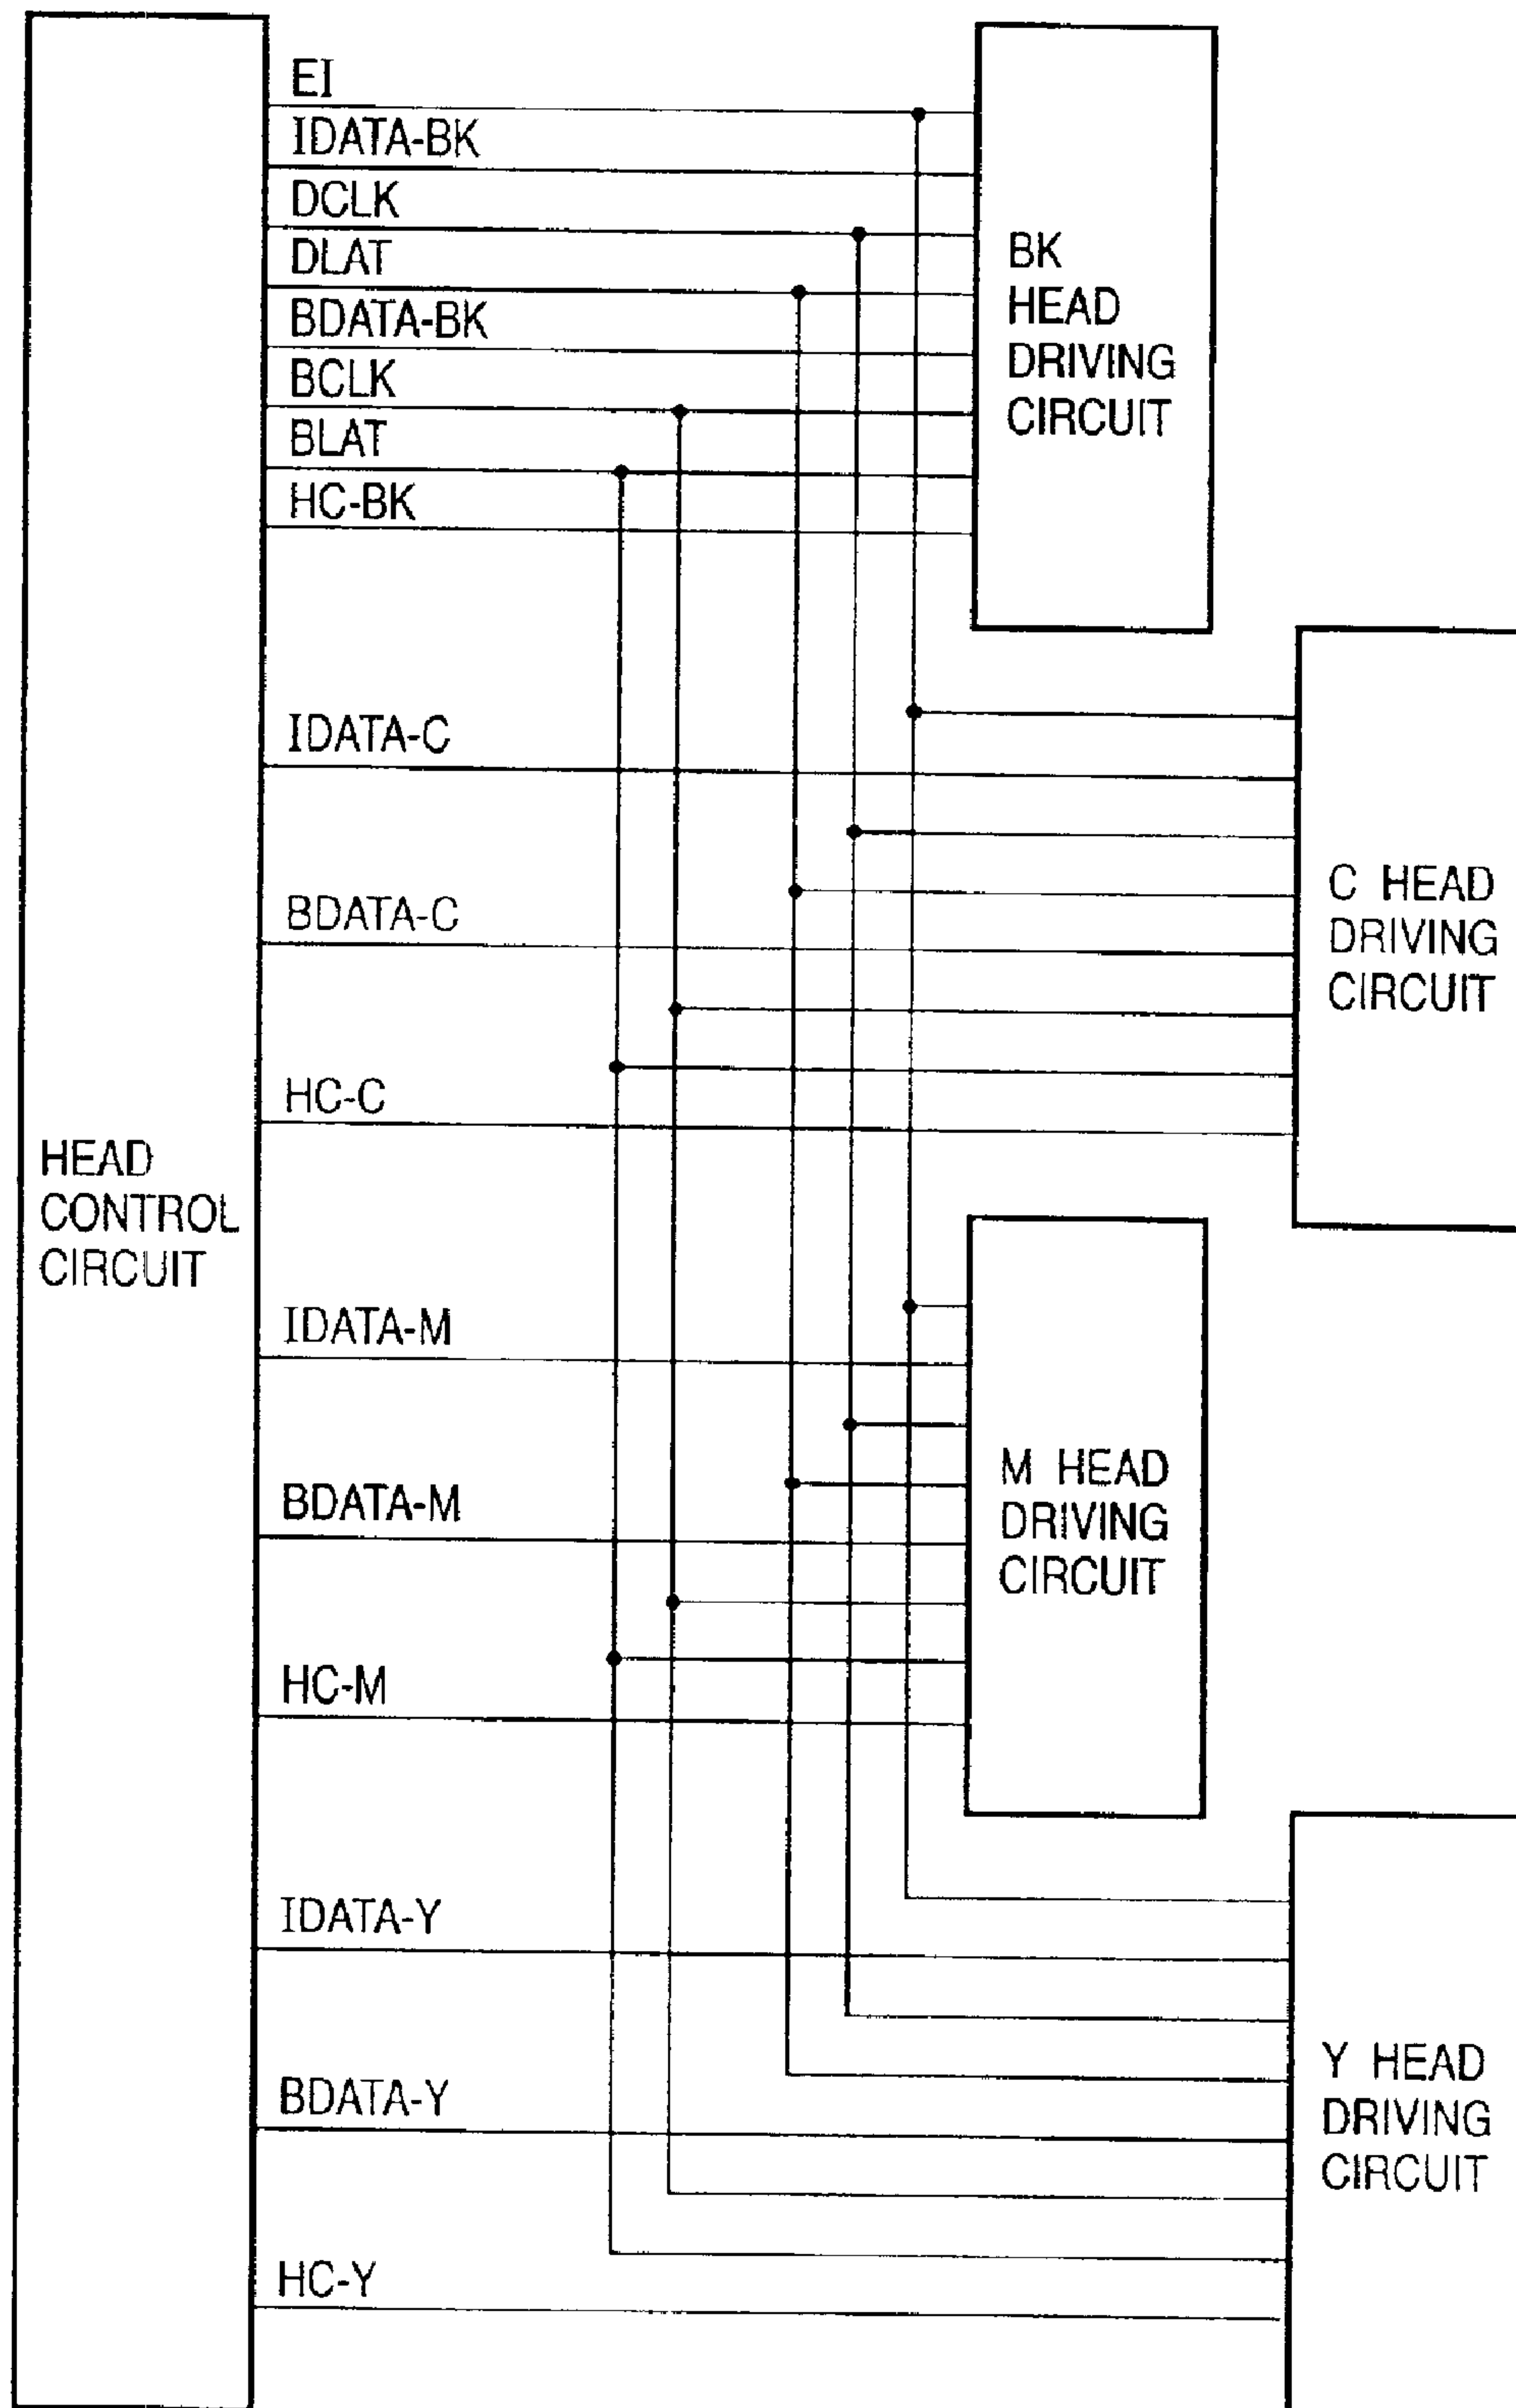 EI
IDATA-BK
DCLK
DLAT
BDATA-BK
BCLK
BLAT
HC-BK
BK
HEAD
DRIVING
CIRCUIT
IDATA-C
BDATA-C
HC-C
C HEAD
DRIVING
CIRCUIT
HEAD
CONTROL
CIRCUIT
IDATA-M
BDATA-M
HC-M
M HEAD
DRIVING
CIRCUIT
IDATA-Y
BDATA-Y
HC-Y
Y HEAD
DRIVING
CIRCUIT